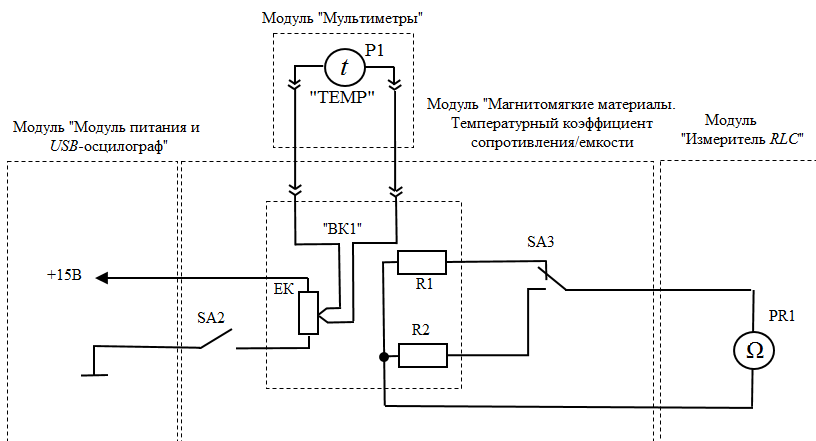 Модуль "Мультиметры"
P1
t
"TEMP"
Модуль "Модуль питания и
USB-осцилограф"
Модуль "Магнитомягкие материалы.
Температурный коэффициент
сопротивления/емкости
Модуль
"Измеритель RLC"
"ВК1"
SA3
+15В
ЕК
R1
SA2
R2
PR1
Ω